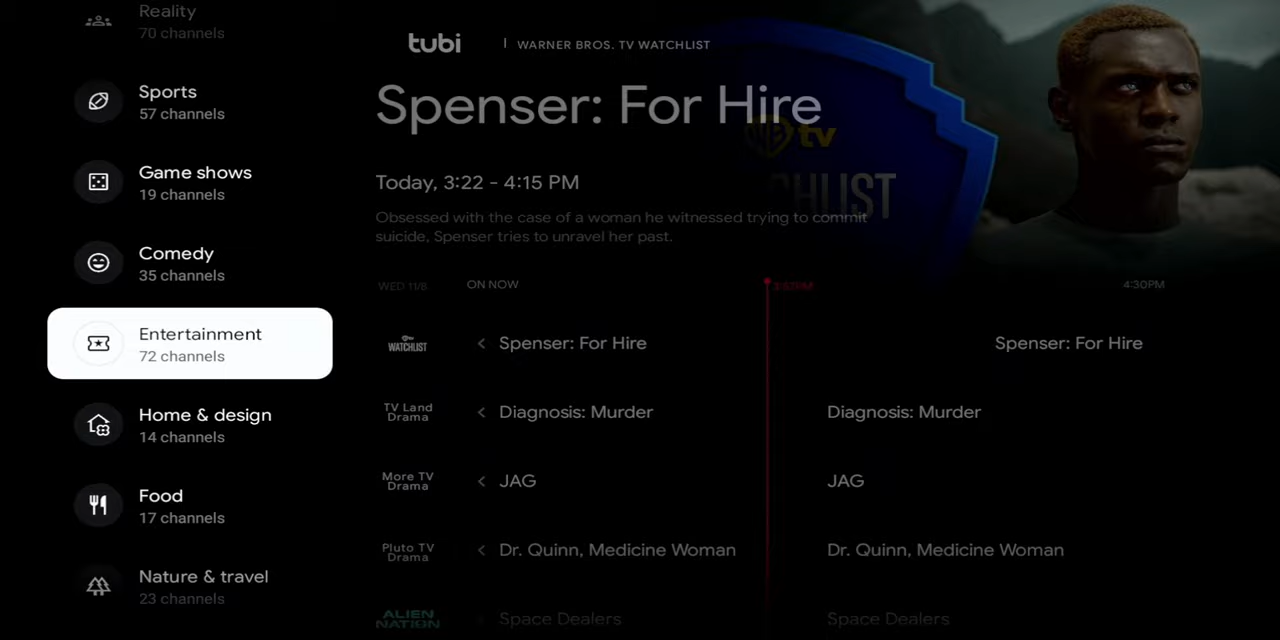 Reality
70 channels
Sports
57 channels
Game shows
19 channels
Comedy
35 channels
Entertainment
72 channels
Home & design
14 channels
Food
17 channels
Nature & travel
23 channels
tubi
WARNER BROS. TV WATCHLIST
Spenser: For Hire
Today, 3:22 - 4:15 PM
Obsessed with the case of a woman he witnessed trying to commit
suicide, Spenser tries to unravel her past.
WB tv
WED 11/8
ON NOW
3:57PM
4:30PM
WATCHLIST
Spenser: For Hire
Spenser: For Hire
TV Land
Drama
Diagnosis: Murder
Diagnosis: Murder
More TV
Drama
JAG
JAG
Pluto TV
Drama
Dr. Quinn, Medicine Woman
Dr. Quinn, Medicine Woman
ALIEN
NATION
Space Dealers
Space Dealers